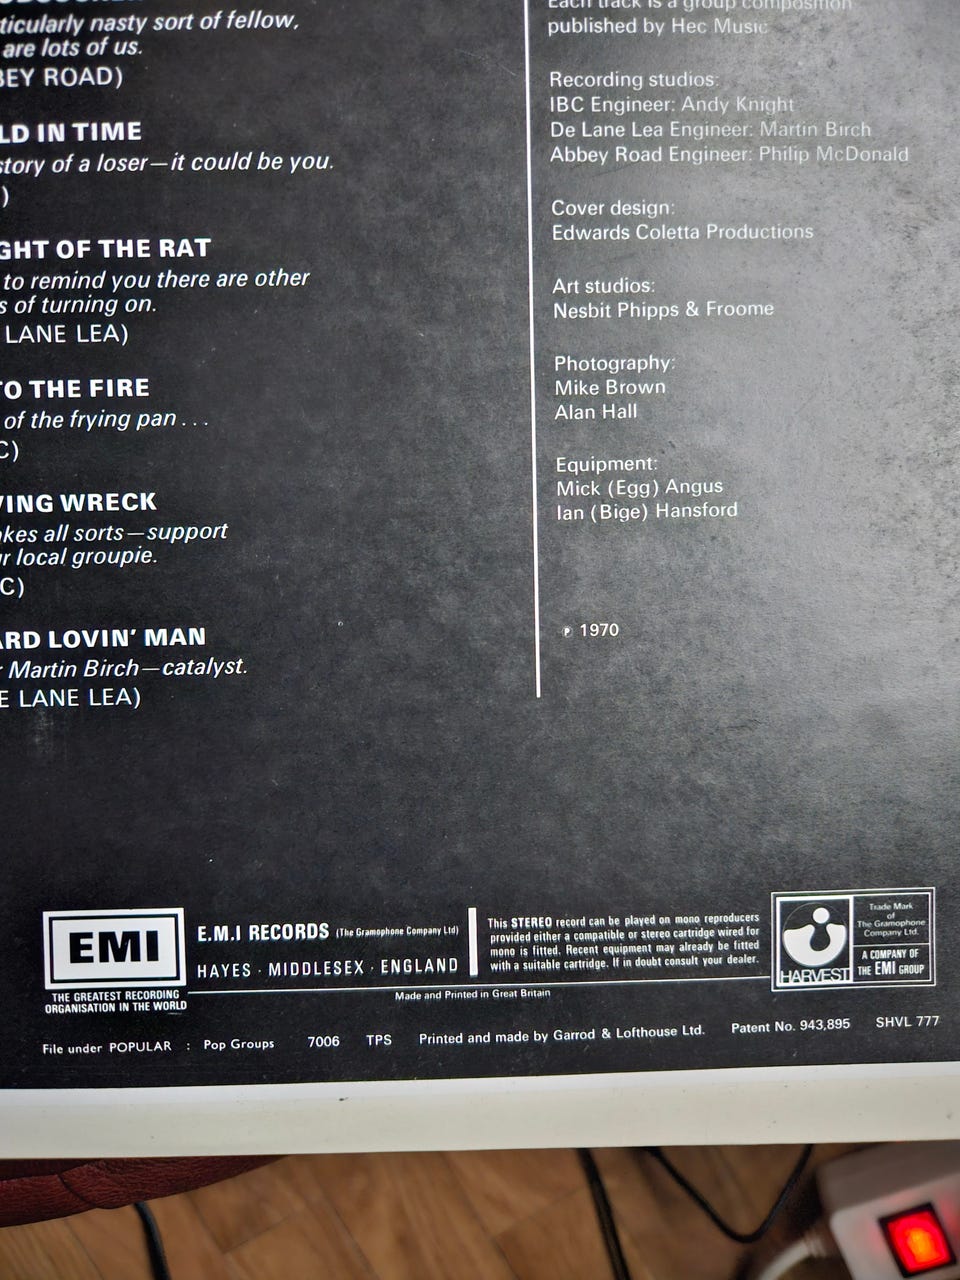 ticularly nasty sort of fellow,
are lots of us.
BEY ROAD)
LD IN TIME
story of a loser—it could be you.
)
GHT OF THE RAT
to remind you there are other
s of turning on.
LANE LEA)
TO THE FIRE
of the frying pan . . .
C)
VING WRECK
akes all sorts—support
ur local groupie.
C)
ARD LOVIN' MAN
r Martin Birch—catalyst.
E LANE LEA)
Each track is a group composition
published by Hec Music
Recording studios:
IBC Engineer: Andy Knight
De Lane Lea Engineer: Martin Birch
Abbey Road Engineer: Philip McDonald
Cover design:
Edwards Coletta Productions
Art studios:
Nesbit Phipps & Froome
Photography:
Mike Brown
Alan Hall
Equipment:
Mick (Egg) Angus
Ian (Bige) Hansford
℗ 1970
EMI
THE GREATEST RECORDING
ORGANISATION IN THE WORLD
E.M.I RECORDS (The Gramophone Company Ltd)
HAYES · MIDDLESEX · ENGLAND
This STEREO record can be played on mono reproducers
provided either a compatible or stereo cartridge wired for
mono is fitted. Recent equipment may already be fitted
with a suitable cartridge. If in doubt consult your dealer.
HARVEST
Trade Mark
of
The Gramophone
Company Ltd.
A COMPANY OF
THE EMI GROUP
Made and Printed in Great Britain
File under POPULAR : Pop Groups 7006 TPS Printed and made by Garrod & Lofthouse Ltd. Patent No. 943,895 SHVL 777